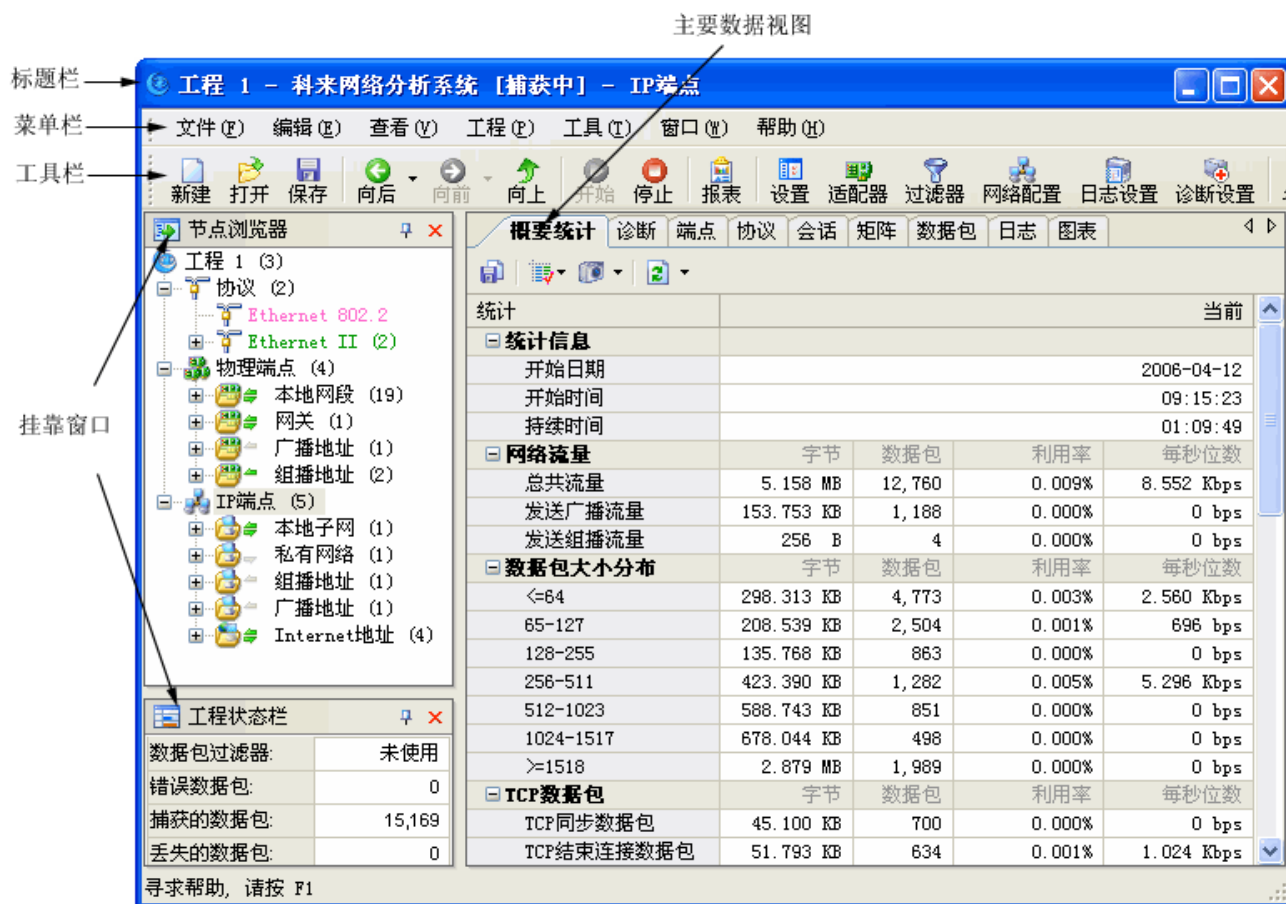 主要数据视图
标题栏
工程 1 - 科来网络分析系统 [捕获中] - IP端点
菜单栏
文件(F) 编辑(E) 查看(V) 工程(P) 工具(T) 窗口(W) 帮助(H)
工具栏
新建 打开 保存 向后 向前 向上 开始 停止 报表 设置 适配器 过滤器 网络配置 日志设置 诊断设置
挂靠窗口
节点浏览器
工程 1 (3)
协议 (2)
Ethernet 802.2
Ethernet II (2)
物理端点 (4)
本地网段 (19)
网关 (1)
广播地址 (1)
组播地址 (2)
IP端点 (5)
本地子网 (1)
私有网络 (1)
组播地址 (1)
广播地址 (1)
Internet地址 (4)
工程状态栏
数据包过滤器: 未使用
错误数据包: 0
捕获的数据包: 15,169
丢失的数据包: 0
概要统计 诊断 端点 协议 会话 矩阵 数据包 日志 图表
统计 当前
统计信息
开始日期 2006-04-12
开始时间 09:15:23
持续时间 01:09:49
网络流量 字节 数据包 利用率 每秒位数
总共流量 5.158 MB 12,760 0.009% 8.552 Kbps
发送广播流量 153.753 KB 1,188 0.000% 0 bps
发送组播流量 256 B 4 0.000% 0 bps
数据包大小分布 字节 数据包 利用率 每秒位数
<=64 298.313 KB 4,773 0.003% 2.560 Kbps
65-127 208.539 KB 2,504 0.001% 696 bps
128-255 135.768 KB 863 0.000% 0 bps
256-511 423.390 KB 1,282 0.005% 5.296 Kbps
512-1023 588.743 KB 851 0.000% 0 bps
1024-1517 678.044 KB 498 0.000% 0 bps
>=1518 2.879 MB 1,989 0.000% 0 bps
TCP数据包 字节 数据包 利用率 每秒位数
TCP同步数据包 45.100 KB 700 0.000% 0 bps
TCP结束连接数据包 51.793 KB 634 0.001% 1.024 Kbps
寻求帮助, 请按 F1